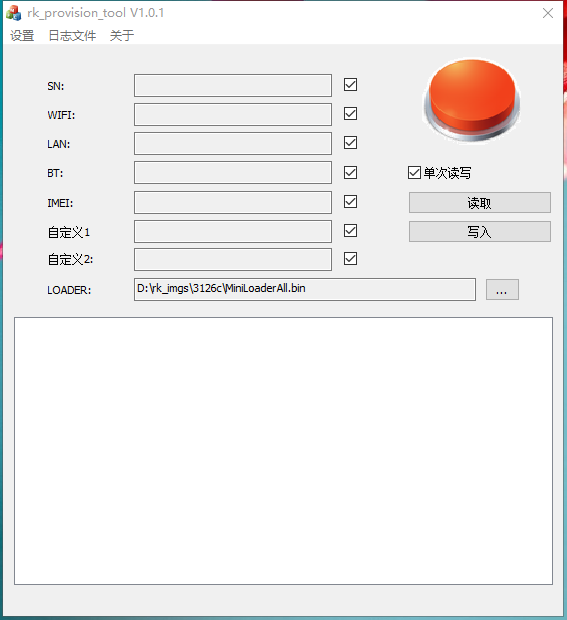 rk_provision_tool V1.0.1
设置 日志文件 关于
SN:
WIFI:
LAN:
BT:
单次读写
IMEI:
读取
自定义1
写入
自定义2:
LOADER: D:\rk_imgs\3126c\MiniLoaderAll.bin ...